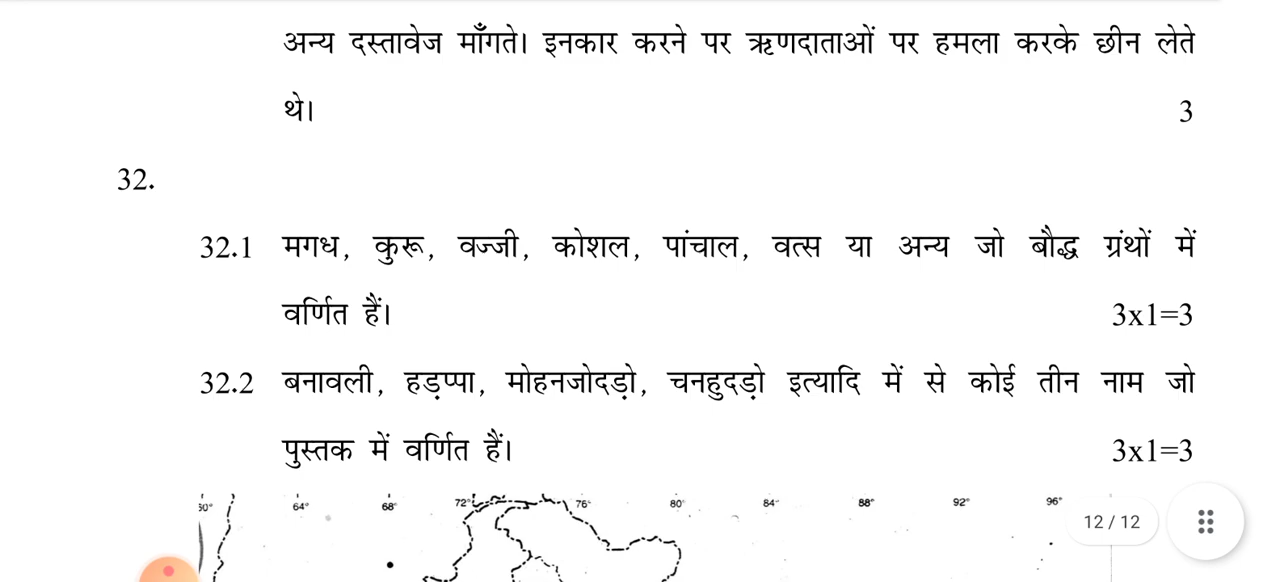 अन्य दस्तावेज माँगते। इनकार करने पर ऋणदाताओं पर हमला करके छीन लेते
थे। 3
32.
32.1 मगध, कुरू, वज्जी, कोशल, पांचाल, वत्स या अन्य जो बौद्ध ग्रंथों में
वर्णित हैं। 3x1=3
32.2 बनावली, हड़प्पा, मोहनजोदड़ो, चनहुदड़ो इत्यादि में से कोई तीन नाम जो
पुस्तक में वर्णित हैं। 3x1=3
64° 68° 72° 76° 80° 84° 88° 92° 96°
12 / 12